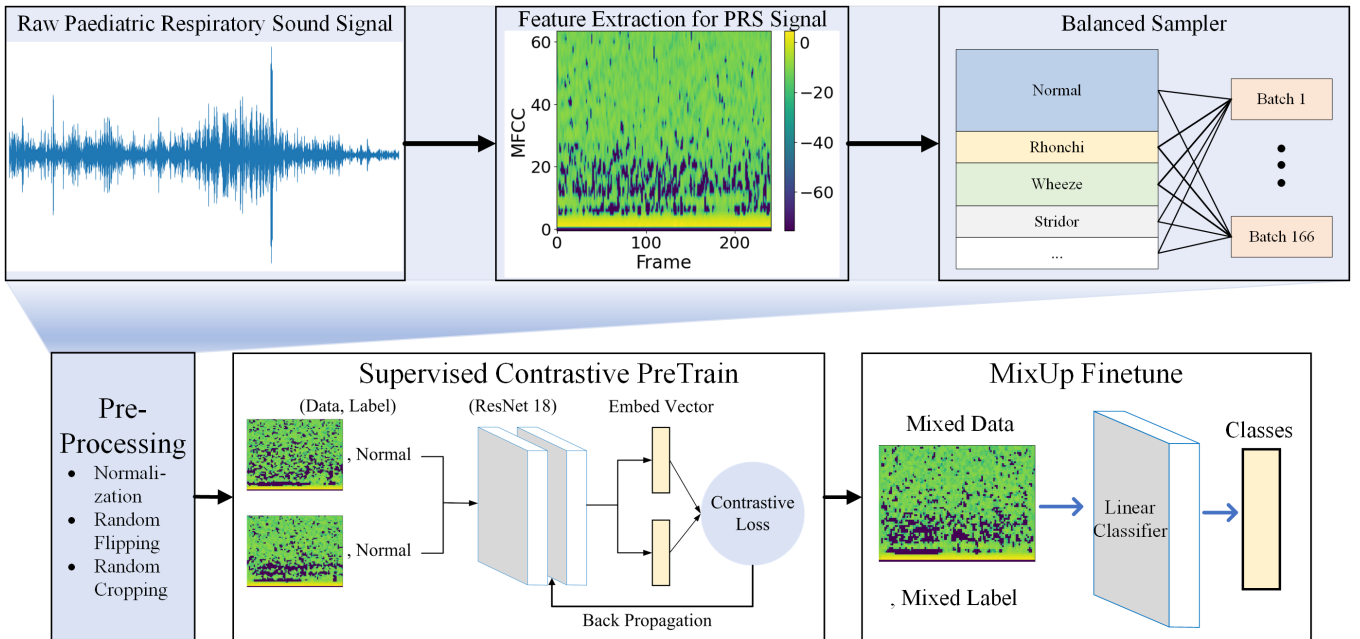 Raw Paediatric Respiratory Sound Signal
Feature Extraction for PRS Signal
MFCC
60
40
20
0
0
100
200
Frame
0
−20
−40
−60
Balanced Sampler
Normal
Rhonchi
Wheeze
Stridor
...
Batch 1
Batch 166
Pre-
Processing
• Normali-
zation
• Random
Flipping
• Random
Cropping
Supervised Contrastive PreTrain
(Data, Label)
(ResNet 18)
Embed Vector
, Normal
, Normal
Contrastive
Loss
Back Propagation
MixUp Finetune
Mixed Data
, Mixed Label
Linear
Classifier
Classes